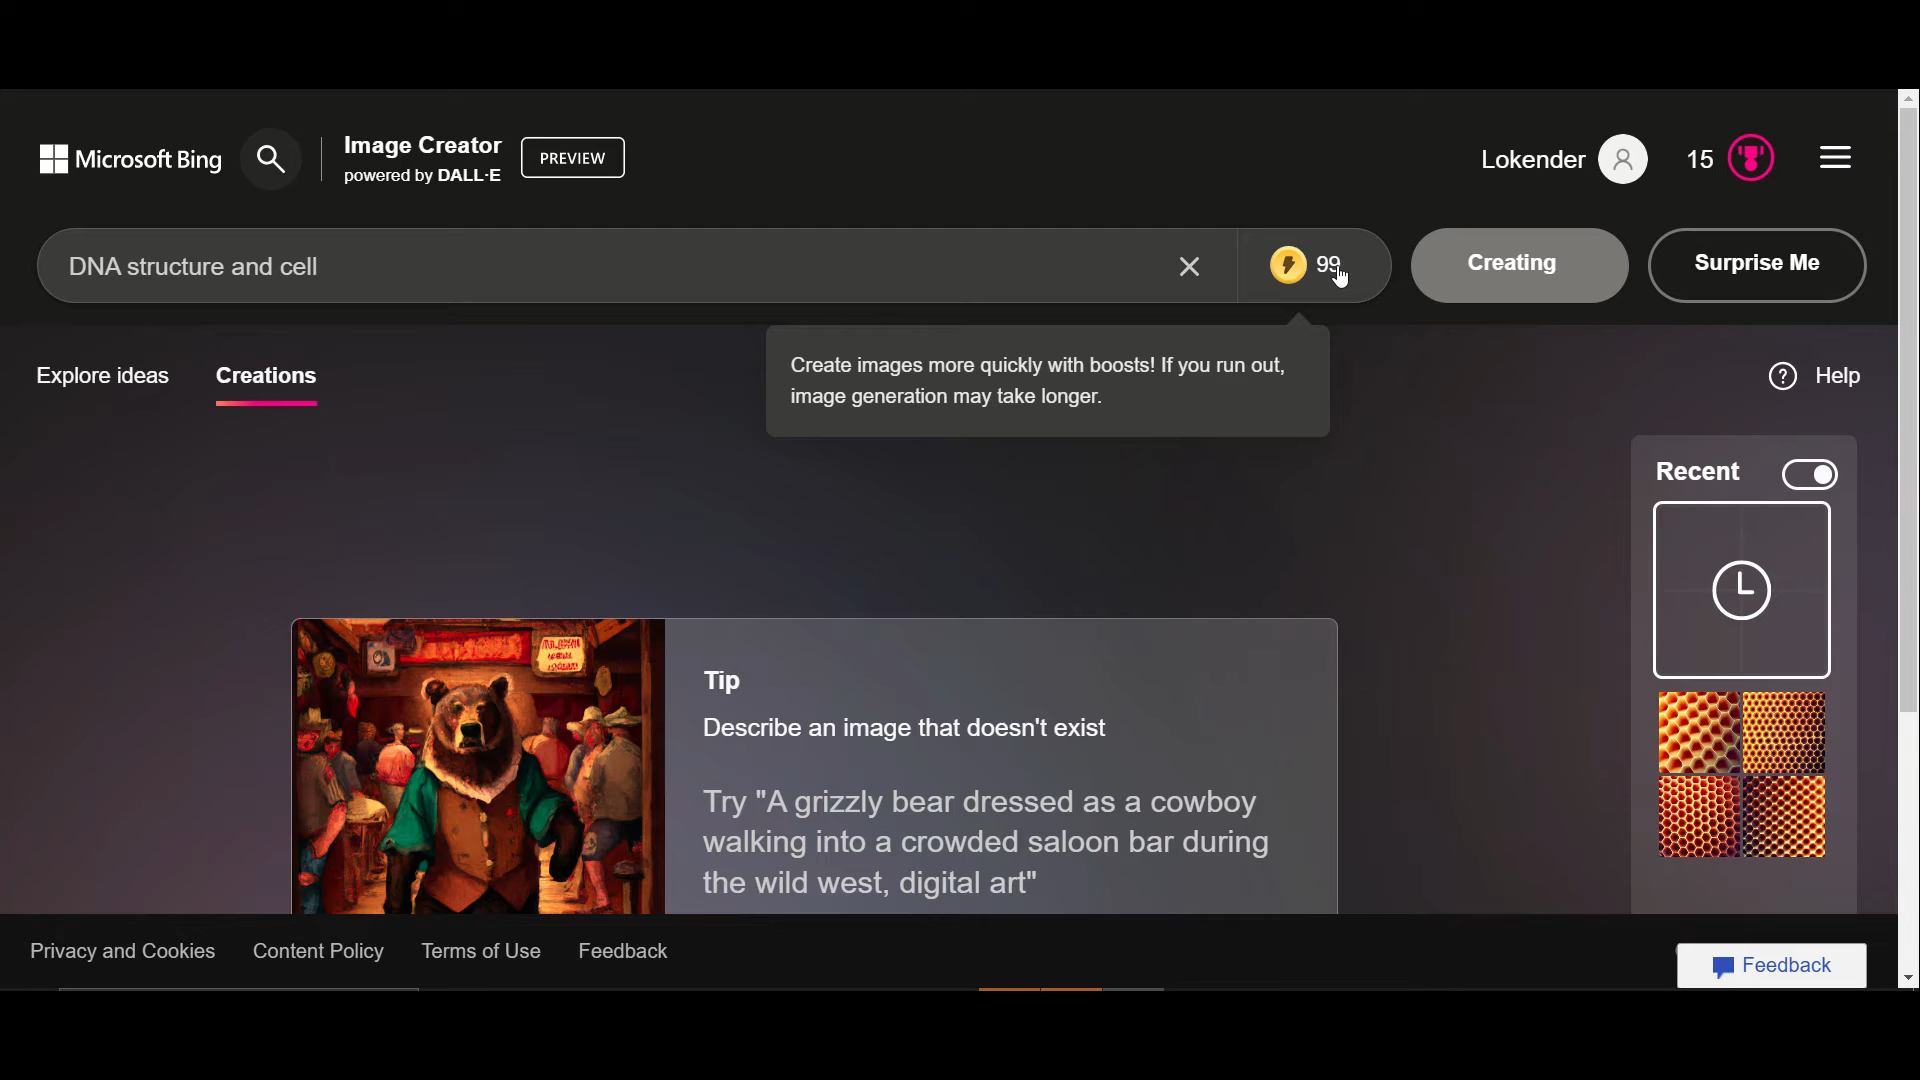 Microsoft Bing
Image Creator
powered by DALL·E
PREVIEW
Lokender
15
DNA structure and cell
99
Creating
Surprise Me
Explore ideas
Creations
Create images more quickly with boosts! If you run out,
image generation may take longer.
Help
Recent
Tip
Describe an image that doesn't exist
Try "A grizzly bear dressed as a cowboy
walking into a crowded saloon bar during
the wild west, digital art"
Privacy and Cookies
Content Policy
Terms of Use
Feedback
Feedback